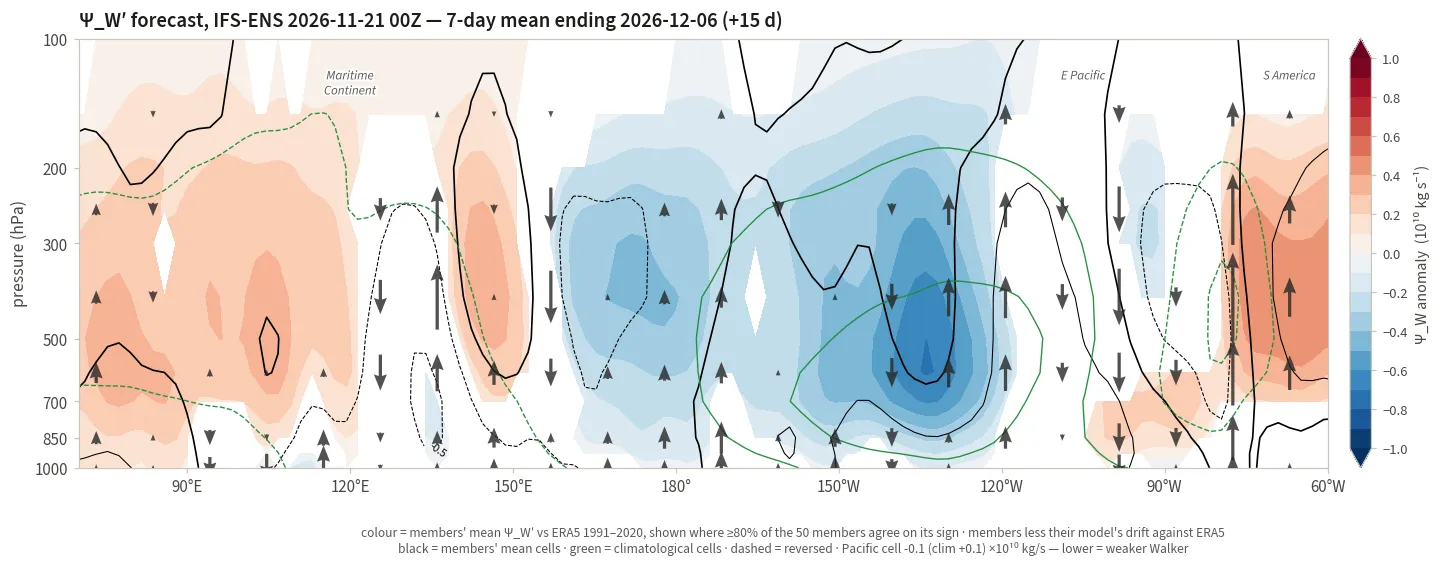 Ψ_W′ forecast, IFS-ENS 2026-11-21 00Z — 7-day mean ending 2026-12-06 (+15 d)
100
200
300
400
500
700
850
1000
pressure (hPa)
Maritime
Continent
E Pacific
S America
-0.5
90°E
120°E
150°E
180°
150°W
120°W
90°W
60°W
1.0
0.8
0.6
0.4
0.2
0.0
−0.2
−0.4
−0.6
−0.8
−1.0
Ψ_W anomaly (10¹⁰ kg s⁻¹)
colour = members' mean Ψ_W' vs ERA5 1991–2020, shown where ≥80% of the 50 members agree on its sign · members less their model's drift against ERA5
black = members' mean cells · green = climatological cells · dashed = reversed · Pacific cell -0.1 (clim +0.1) ×10¹⁰ kg/s — lower = weaker Walker